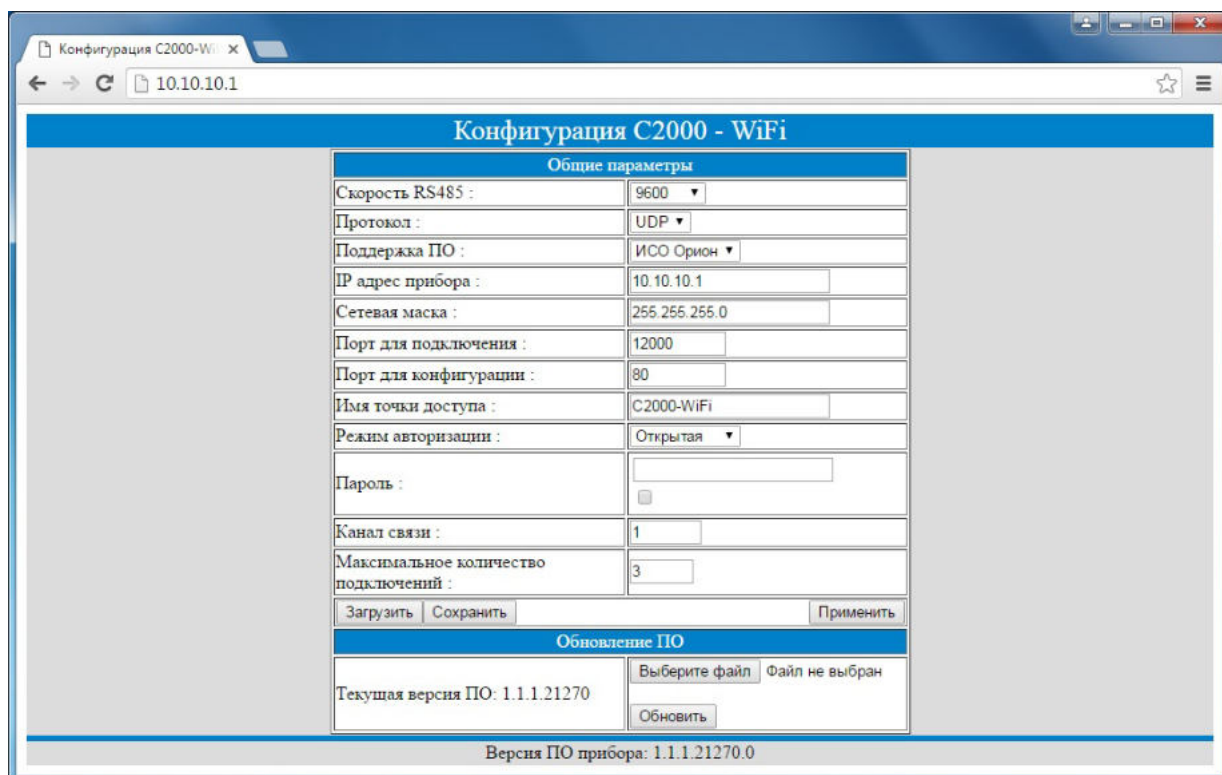 Конфигурация С2000-Wi
10.10.10.1
Конфигурация С2000 - WiFi
Общие параметры
Скорость RS485 : 9600
Протокол : UDP
Поддержка ПО : ИСО Орион
IP адрес прибора : 10.10.10.1
Сетевая маска : 255.255.255.0
Порт для подключения : 12000
Порт для конфигурации : 80
Имя точки доступа : C2000-WiFi
Режим авторизации : Открытая
Пароль :
Канал связи : 1
Максимальное количество
подключений : 3
Загрузить Сохранить Применить
Обновление ПО
Выберите файл Файл не выбран
Текущая версия ПО: 1.1.1.21270
Обновить
Версия ПО прибора: 1.1.1.21270.0